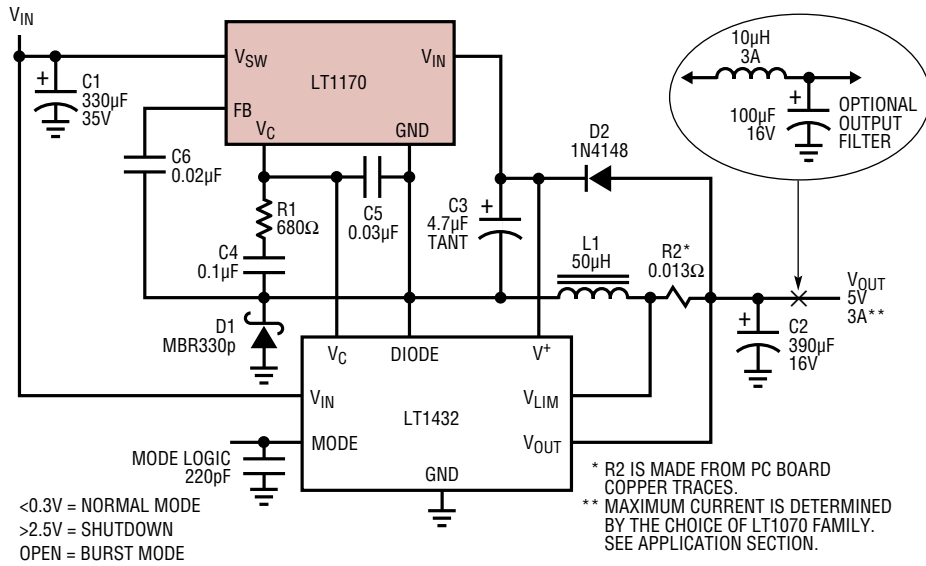 VIN
C1
330µF
35V
VSW
VIN
LT1170
FB
VC
GND
C6
0.02µF
R1
680Ω
C5
0.03µF
C4
0.1µF
C3
4.7µF
TANT
D2
1N4148
L1
50µH
R2*
0.013Ω
10µH
3A
100µF
16V
OPTIONAL
OUTPUT
FILTER
VOUT
5V
3A**
C2
390µF
16V
D1
MBR330p
VC
DIODE
V+
VIN
VLIM
LT1432
MODE
VOUT
GND
MODE LOGIC
220pF
<0.3V = NORMAL MODE
>2.5V = SHUTDOWN
OPEN = BURST MODE
* R2 IS MADE FROM PC BOARD
COPPER TRACES.
** MAXIMUM CURRENT IS DETERMINED
BY THE CHOICE OF LT1070 FAMILY.
SEE APPLICATION SECTION.